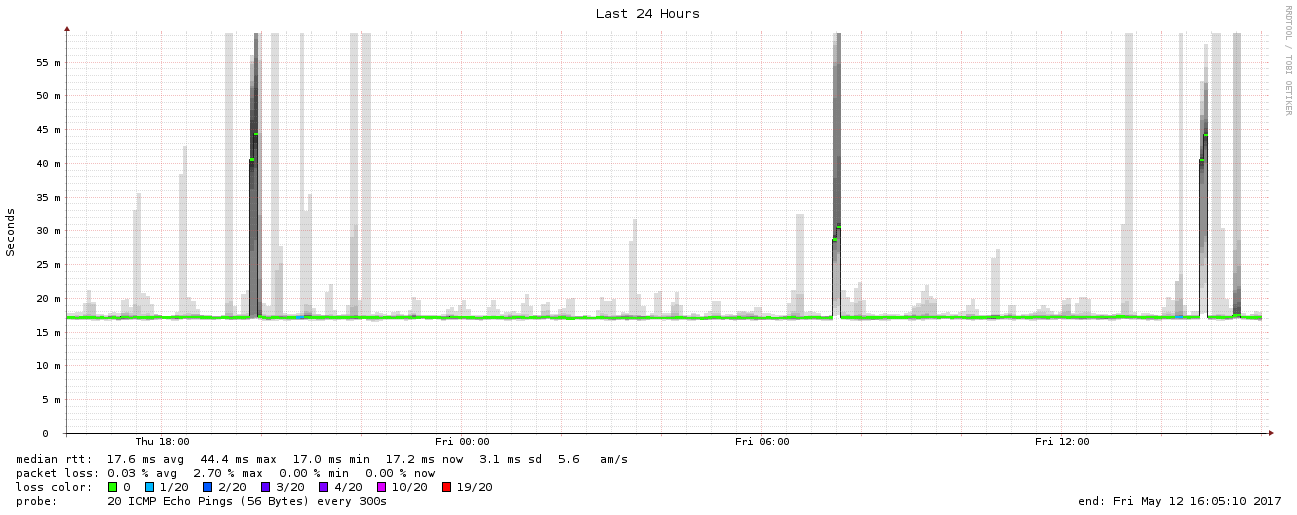 Last 24 Hours
RRDTOOL / TOBI OETIKER
Seconds
55 m
50 m
45 m
40 m
35 m
30 m
25 m
20 m
15 m
10 m
5 m
0
Thu 18:00 Fri 00:00 Fri 06:00 Fri 12:00
median rtt: 17.6 ms avg 44.4 ms max 17.0 ms min 17.2 ms now 3.1 ms sd 5.6 am/s
packet loss: 0.03 % avg 2.70 % max 0.00 % min 0.00 % now
loss color: 0 1/20 2/20 3/20 4/20 10/20 19/20
probe: 20 ICMP Echo Pings (56 Bytes) every 300s end: Fri May 12 16:05:10 2017